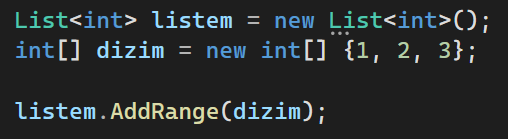 List<int> listem = new List<int>();
int[] dizim = new int[] {1, 2, 3};
listem.AddRange(dizim);